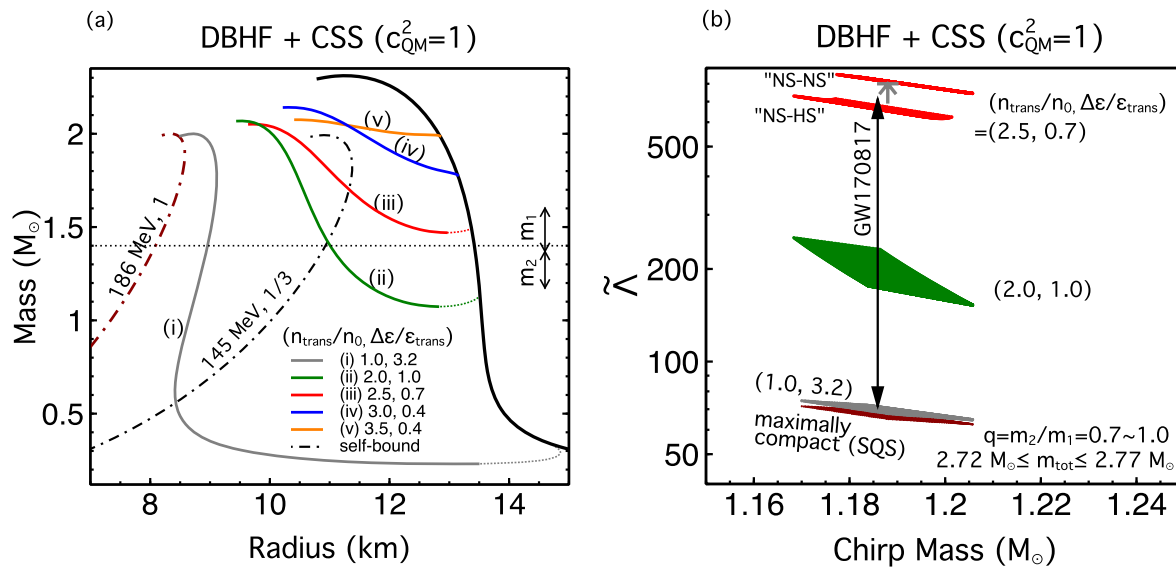 (a)
DBHF + CSS (c²QM=1)
2
1.5
1
0.5
Mass (M⊙)
8
10
12
14
Radius (km)
186 MeV, 1
145 MeV, 1/3
(i)
(ii)
(iii)
(iv)
(v)
m₁
m₂
(ntrans/n₀, Δε/εtrans)
(i) 1.0, 3.2
(ii) 2.0, 1.0
(iii) 2.5, 0.7
(iv) 3.0, 0.4
(v) 3.5, 0.4
self-bound
(b)
DBHF + CSS (c²QM=1)
"NS-NS"
"NS-HS"
(ntrans/n₀, Δε/εtrans)
=(2.5, 0.7)
GW170817
(2.0, 1.0)
(1.0, 3.2)
maximally
compact (SQS)
q=m₂/m₁=0.7~1.0
2.72 M⊙≤ mtot≤ 2.77 M⊙
500
200
100
50
Λ̃
1.16
1.18
1.20
1.22
1.24
Chirp Mass (M⊙)